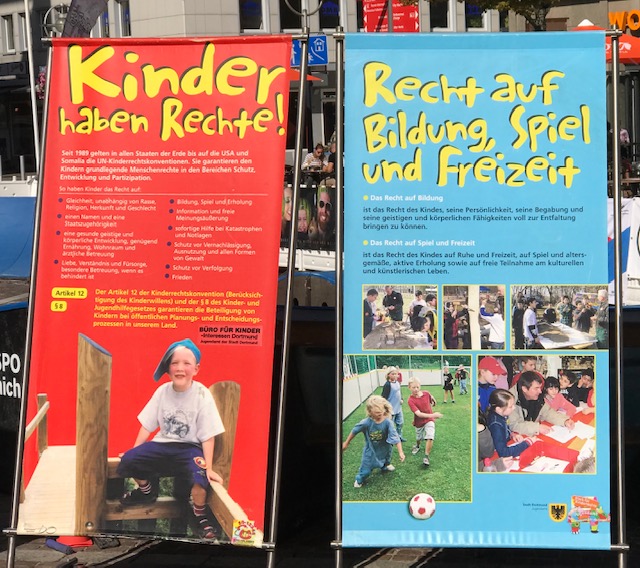 Kinder
haben Rechte!
Seit 1989 gelten in allen Staaten der Erde bis auf die USA und
Somalia die UN-Kinderrechtskonventionen. Sie garantieren den
Kindern grundlegende Menschenrechte in den Bereichen Schutz,
Entwicklung und Partizipation.
So haben Kinder das Recht auf:
• Gleichheit, unabhängig von Rasse,
Religion, Herkunft und Geschlecht
• einen Namen und eine
Staatszugehörigkeit
• eine gesunde geistige und
körperliche Entwicklung, genügend
Ernährung, Wohnraum und
ärztliche Betreuung
• Liebe, Verständnis und Fürsorge,
besondere Betreuung, wenn es
behindert ist
• Bildung, Spiel und Erholung
• Information und freie
Meinungsäußerung
• sofortige Hilfe bei Katastrophen
und Notlagen
• Schutz vor Vernachlässigung,
Ausnutzung und allen Formen
von Gewalt
• Schutz vor Verfolgung
• Frieden
Artikel 12
§ 8
Der Artikel 12 der Kinderrechtskonvention (Berücksich-
tigung des Kinderwillens) und der § 8 des Kinder- und
Jugendhilfegesetzes garantieren die Beteiligung von
Kindern bei öffentlichen Planungs- und Entscheidungs-
prozessen in unserem Land.
BÜRO FÜR KINDER
-interessen Dortmund
Jugendamt der Stadt Dortmund
Recht auf
Bildung, Spiel
und Freizeit
Das Recht auf Bildung
ist das Recht des Kindes, seine Persönlichkeit, seine Begabung und
seine geistigen und körperlichen Fähigkeiten voll zur Entfaltung
bringen zu können.
Das Recht auf Spiel und Freizeit
ist das Recht des Kindes auf Ruhe und Freizeit, auf Spiel und alters-
gemäße, aktive Erholung sowie auf freie Teilnahme am kulturellen
und künstlerischen Leben.
Stadt Dortmund
Jugendamt